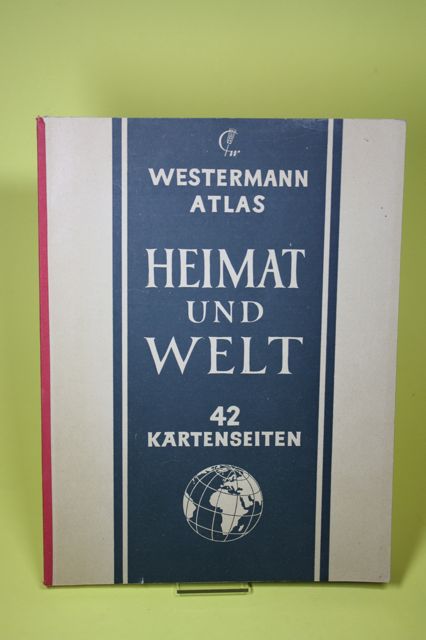 WESTERMANN
ATLAS
HEIMAT
UND
WELT
42
KARTENSEITEN